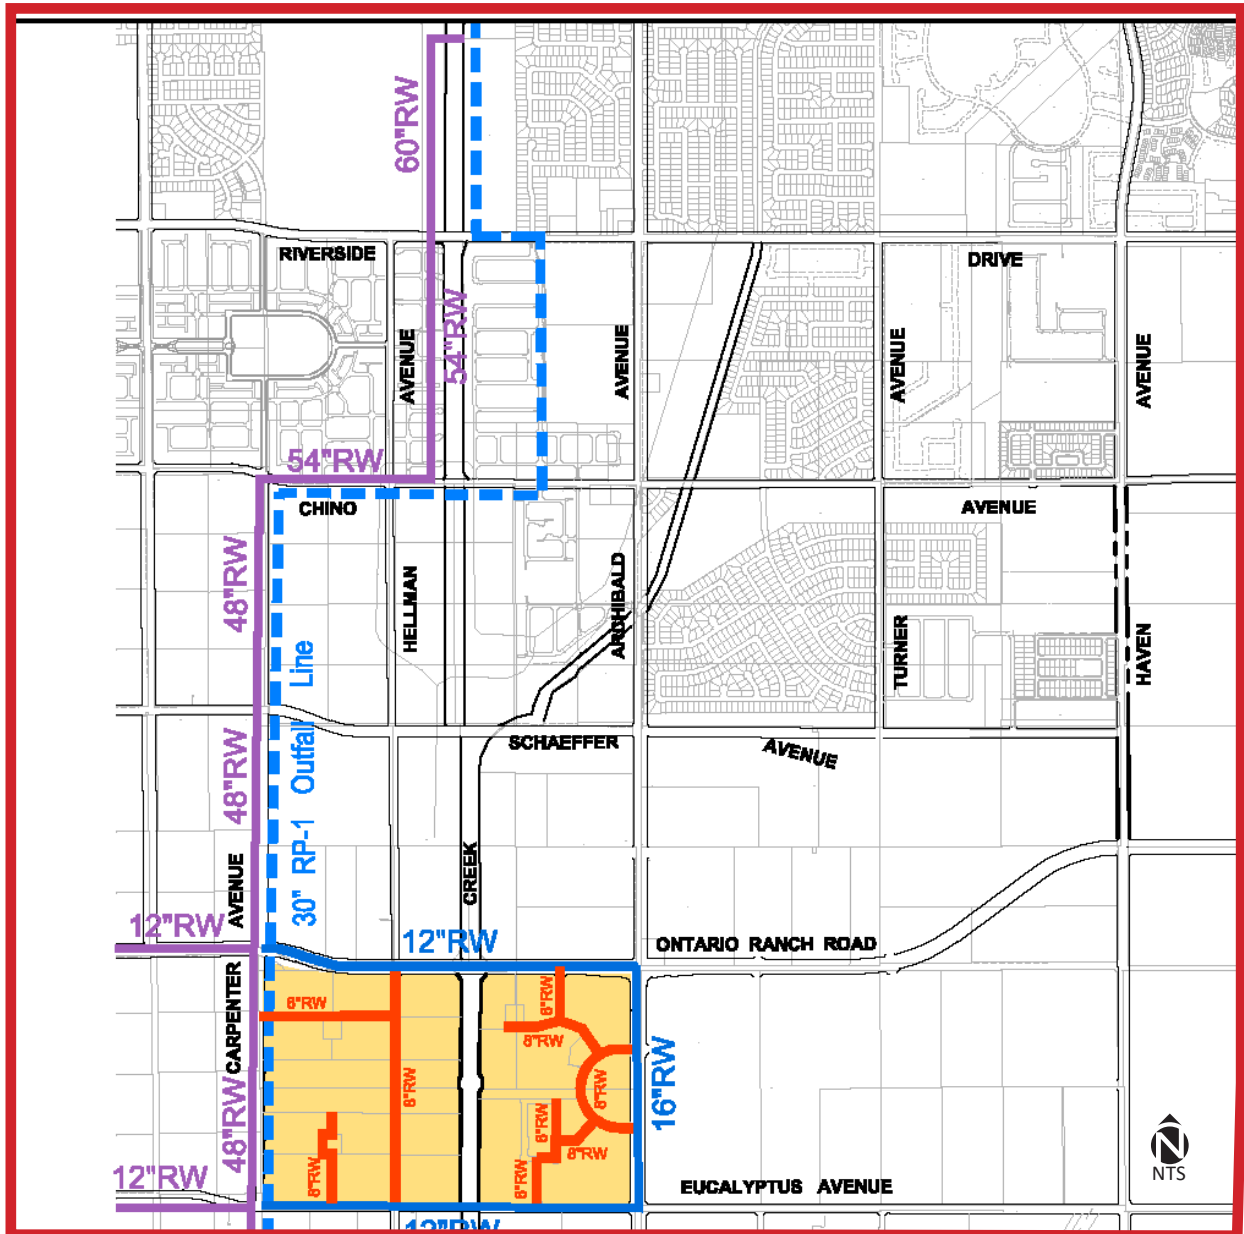 60"RW
RIVERSIDE
DRIVE
54"RW
AVENUE
AVENUE
AVENUE
AVENUE
54"RW
CHINO
AVENUE
48"RW
HELLMAN
ARCHIBALD
TURNER
HAVEN
30" RP-1 Outfall Line
SCHAEFFER
AVENUE
48"RW
CREEK
AVENUE
12"RW
12"RW
ONTARIO RANCH ROAD
CARPENTER
8"RW
8"RW
8"RW
8"RW
8"RW
16"RW
48"RW
8"RW
8"RW
8"RW
8"RW
12"RW
EUCALYPTUS AVENUE
12"RW
N
NTS